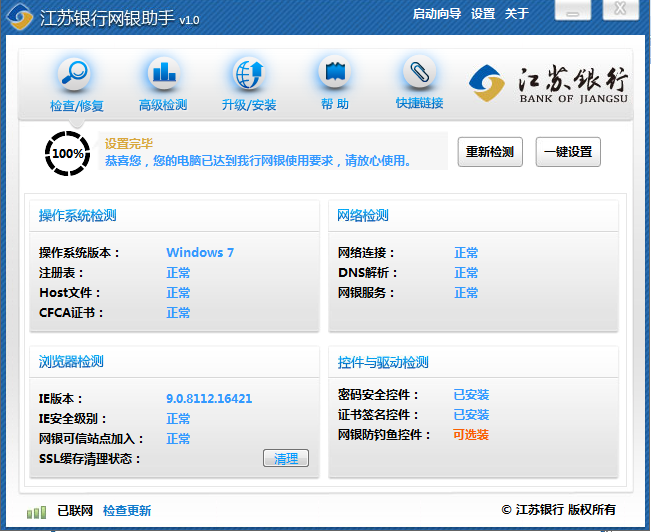 江苏银行网银助手 v1.0
启动向导 设置 关于
检查/修复 高级检测 升级/安装 帮 助 快捷链接
江苏银行
BANK OF JIANGSU
100%
设置完毕
恭喜您，您的电脑已达到我行网银使用要求，请放心使用。
重新检测 一键设置
操作系统检测
操作系统版本： Windows 7
注册表： 正常
Host文件： 正常
CFCA证书： 正常
网络检测
网络连接： 正常
DNS解析： 正常
网银服务： 正常
浏览器检测
IE版本： 9.0.8112.16421
IE安全级别： 正常
网银可信站点加入： 正常
SSL缓存清理状态： 清理
控件与驱动检测
密码安全控件： 已安装
证书签名控件： 已安装
网银防钓鱼控件： 可选装
已联网 检查更新
© 江苏银行 版权所有